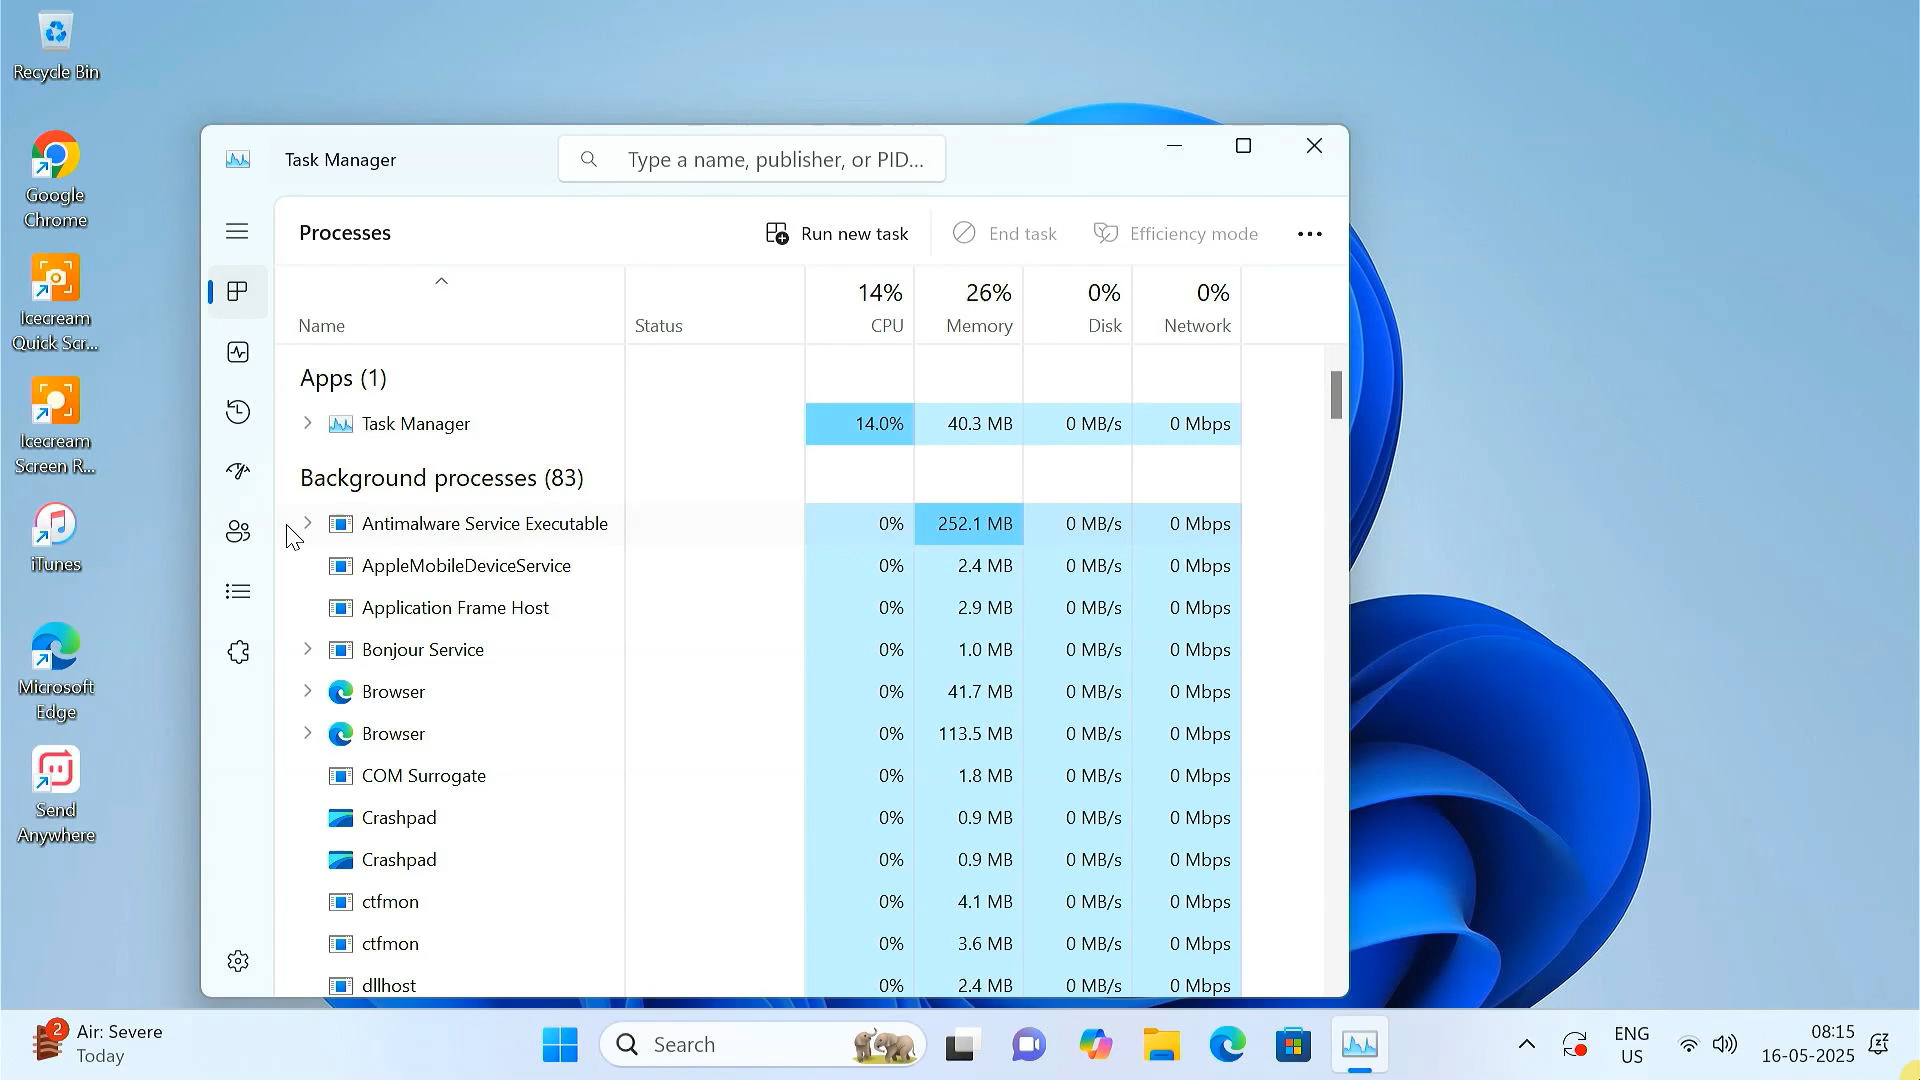 Recycle Bin
Google
Chrome
Icecream
Quick Scr...
Icecream
Screen R...
iTunes
Microsoft
Edge
Send
Anywhere
Task Manager
Type a name, publisher, or PID...
Processes
Run new task
End task
Efficiency mode
14% 26% 0% 0%
Name Status CPU Memory Disk Network
Apps (1)
Task Manager 14.0% 40.3 MB 0 MB/s 0 Mbps
Background processes (83)
Antimalware Service Executable 0% 252.1 MB 0 MB/s 0 Mbps
AppleMobileDeviceService 0% 2.4 MB 0 MB/s 0 Mbps
Application Frame Host 0% 2.9 MB 0 MB/s 0 Mbps
Bonjour Service 0% 1.0 MB 0 MB/s 0 Mbps
Browser 0% 41.7 MB 0 MB/s 0 Mbps
Browser 0% 113.5 MB 0 MB/s 0 Mbps
COM Surrogate 0% 1.8 MB 0 MB/s 0 Mbps
Crashpad 0% 0.9 MB 0 MB/s 0 Mbps
Crashpad 0% 0.9 MB 0 MB/s 0 Mbps
ctfmon 0% 4.1 MB 0 MB/s 0 Mbps
ctfmon 0% 3.6 MB 0 MB/s 0 Mbps
dllhost 0% 2.4 MB 0 MB/s 0 Mbps
2
Air: Severe
Today
Search
ENG
US
08:15
16-05-2025